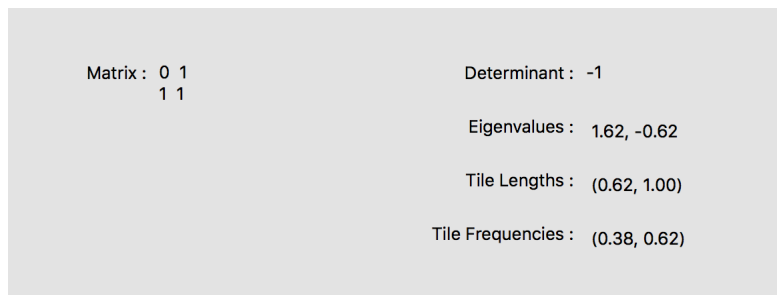 Matrix : 0 1
1 1
Determinant : -1
Eigenvalues : 1.62, -0.62
Tile Lengths : (0.62, 1.00)
Tile Frequencies : (0.38, 0.62)